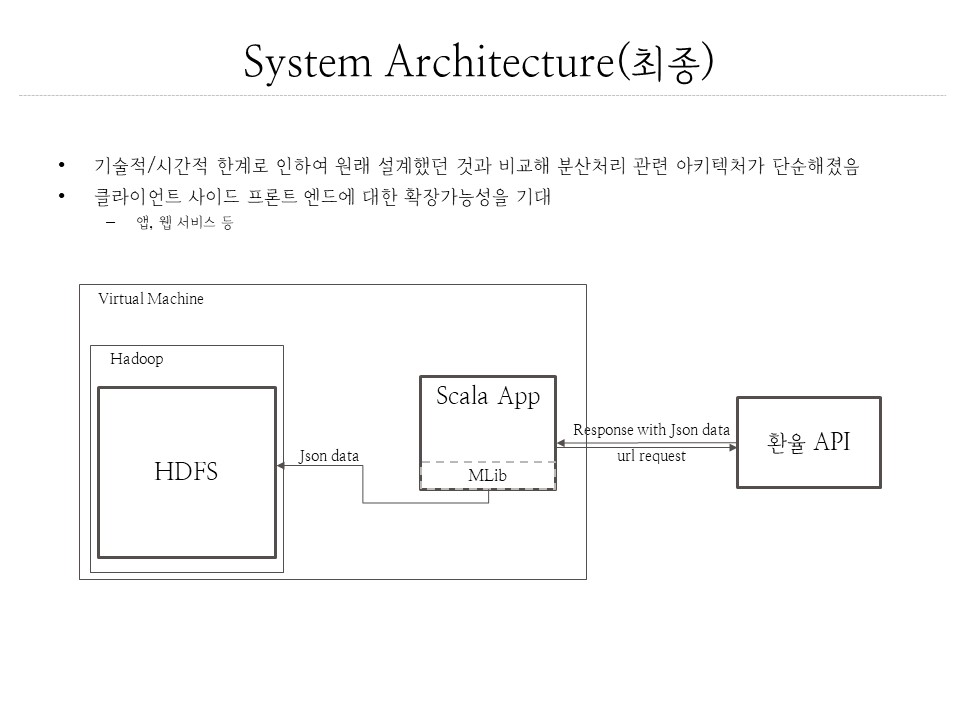 System Architecture(최종)
• 기술적/시간적 한계로 인하여 원래 설계했던 것과 비교해 분산처리 관련 아키텍처가 단순해졌음
• 클라이언트 사이드 프론트 엔드에 대한 확장가능성을 기대
– 앱, 웹 서비스 등
Virtual Machine
Hadoop
HDFS
Json data
Scala App
MLib
Response with Json data
url request
환율 API